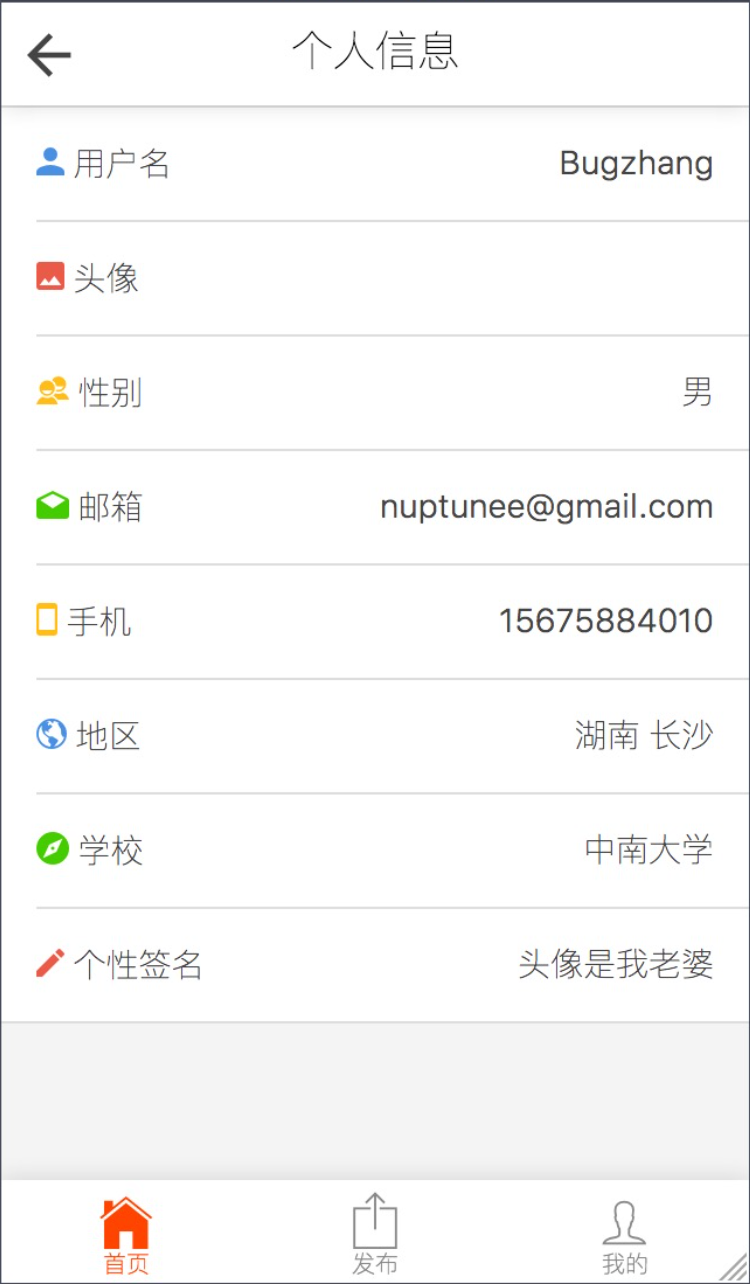 个人信息
用户名 Bugzhang
头像
性别 男
邮箱 nuptunee@gmail.com
手机 15675884010
地区 湖南 长沙
学校 中南大学
个性签名 头像是我老婆
首页 发布 我的